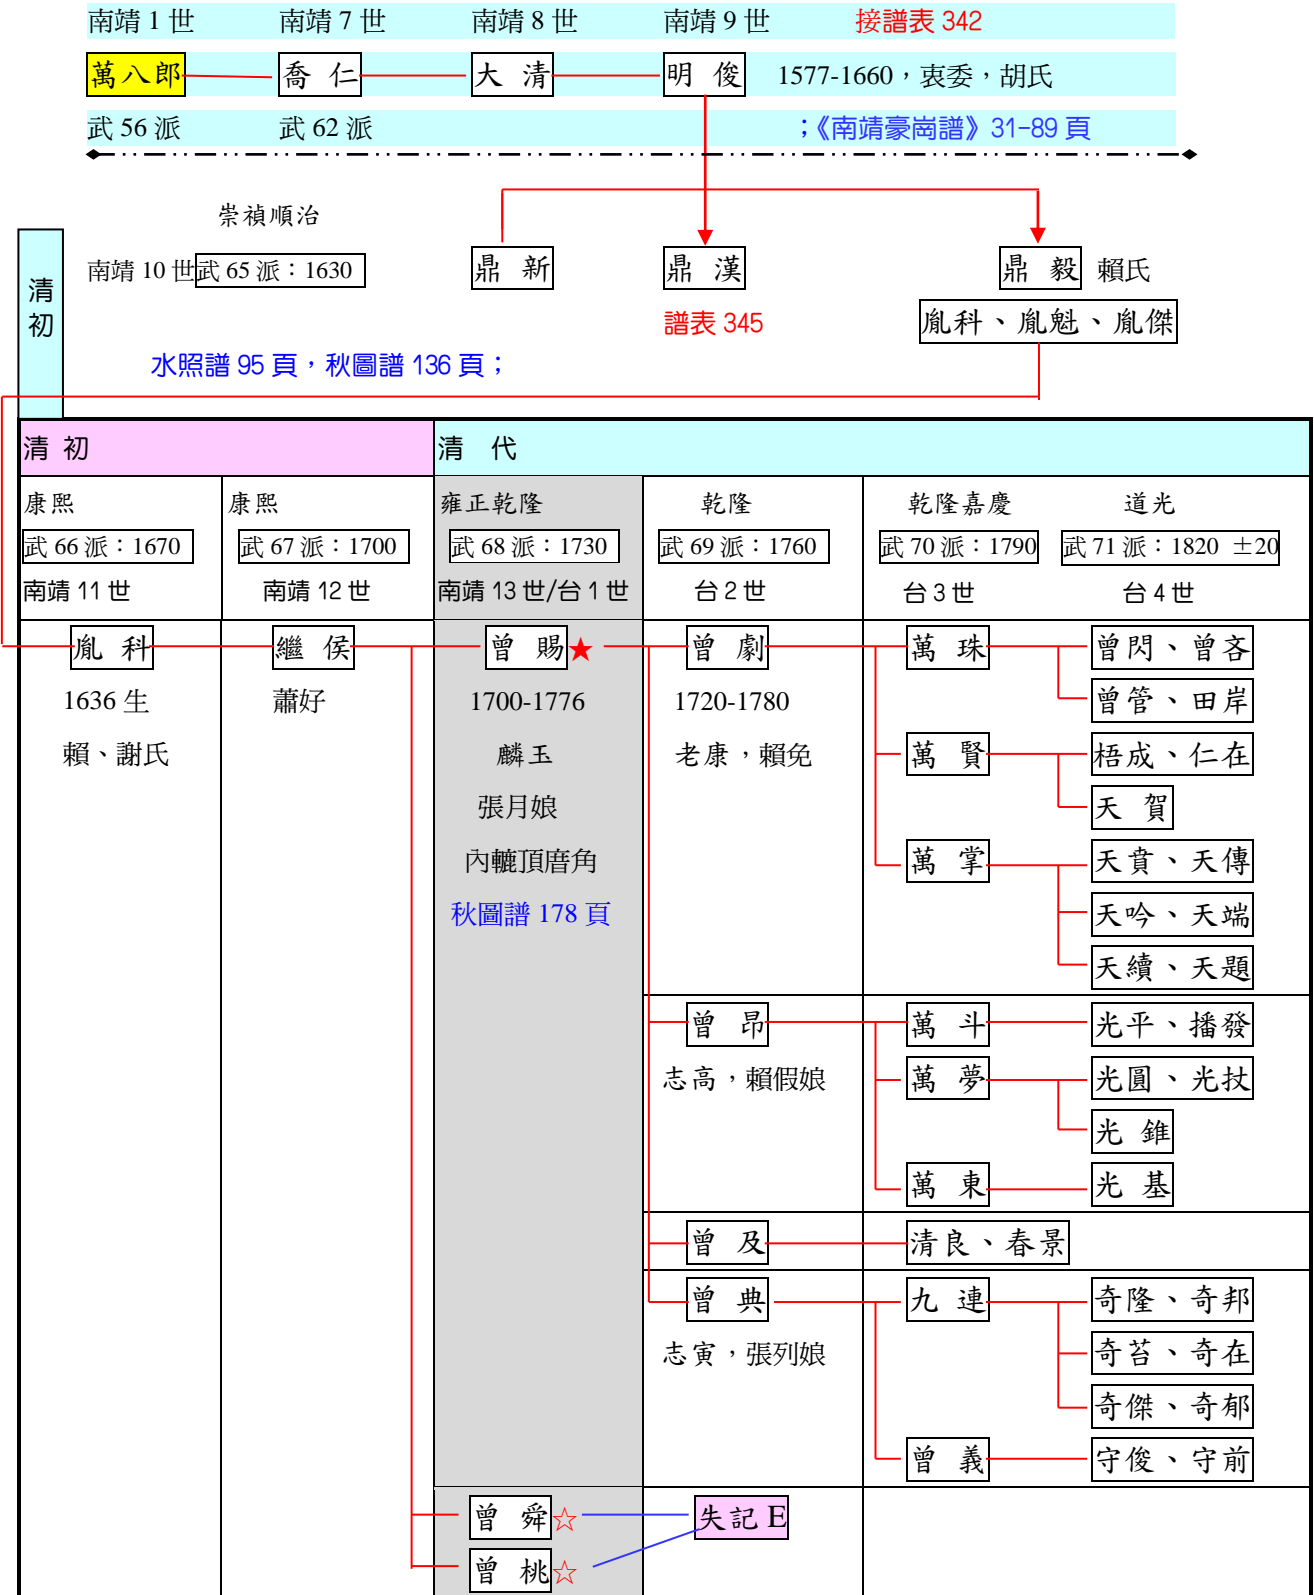 南靖 1 世 南靖 7 世 南靖 8 世 南靖 9 世 接譜表 342
萬八郎 喬 仁 大 清 明 俊 1577-1660，衷委，胡氏
武 56 派 武 62 派 ；《南靖豪崗譜》31-89 頁
崇禎順治
清初
南靖 10 世 武 65 派：1630 鼎 新 鼎 漢 鼎 毅 賴氏
譜表 345 胤科、胤魁、胤傑
水照譜 95 頁，秋圖譜 136 頁；
清 初 清 代
康熙 康熙 雍正乾隆 乾隆 乾隆嘉慶 道光
武 66 派：1670 武 67 派：1700 武 68 派：1730 武 69 派：1760 武 70 派：1790 武 71 派：1820 ±20
南靖 11 世 南靖 12 世 南靖 13 世/台 1 世 台 2 世 台 3 世 台 4 世
胤 科 繼 侯 曾 賜★ 曾 劇 萬 珠 曾閃、曾吝
1636 生 蕭好 1700-1776 1720-1780 曾管、田岸
賴、謝氏 麟玉 老康，賴免 萬 賢 梧成、仁在
張月娘 天 賀
內轆頂厝角 萬 掌 天賁、天傳
秋圖譜 178 頁 天吟、天端
天續、天題
曾 昂 萬 斗 光平、播發
志高，賴假娘 萬 夢 光圓、光扙
光 錐
萬 東 光 基
曾 及 清良、春景
曾 典 九 連 奇隆、奇邦
志寅，張列娘 奇苔、奇在
奇傑、奇郁
曾 義 守俊、守前
曾 舜☆ 失記 E
曾 桃☆